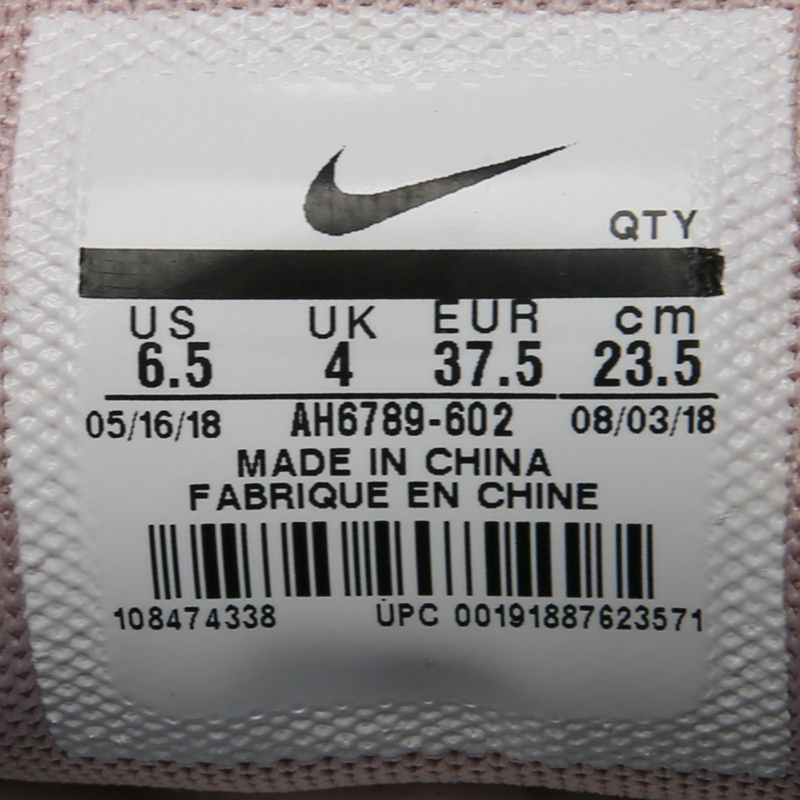 QTY
US UK EUR cm
6.5 4 37.5 23.5
05/16/18 AH6789-602 08/03/18
MADE IN CHINA
FABRIQUE EN CHINE
108474338 UPC 00191887623571